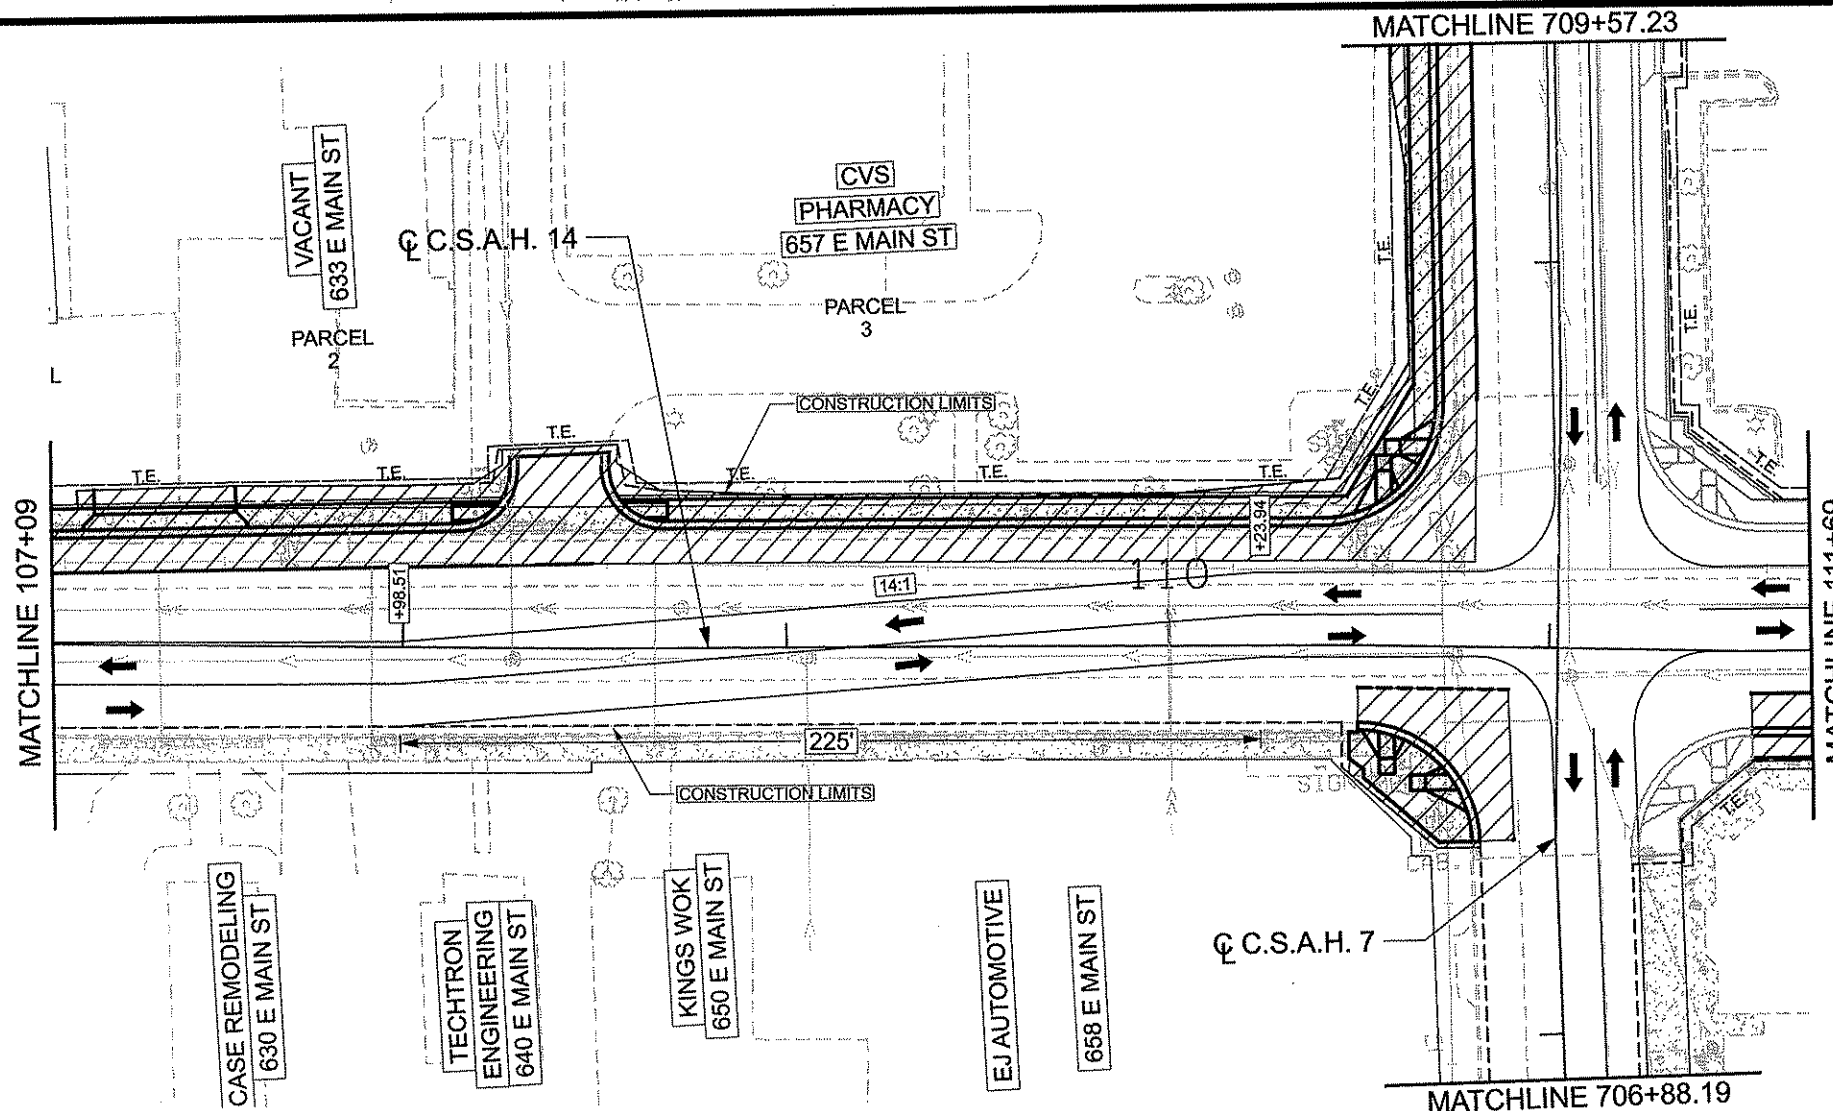 MATCHLINE 709+57.23
VACANT
633 E MAIN ST
PARCEL
2
℄ C.S.A.H. 14
CVS
PHARMACY
657 E MAIN ST
PARCEL
3
T.E.
T.E.
T.E.
L
CONSTRUCTION LIMITS
T.E.
T.E.
T.E.
T.E.
T.E.
T.E.
T.E.
MATCHLINE 107+09
+98.51
14:1
+23.94
110
MATCHLINE 111+60
225'
CONSTRUCTION LIMITS
T.E.
CASE REMODELING
630 E MAIN ST
TECHTRON
ENGINEERING
640 E MAIN ST
KINGS WOK
650 E MAIN ST
EJ AUTOMOTIVE
658 E MAIN ST
℄ C.S.A.H. 7
MATCHLINE 706+88.19